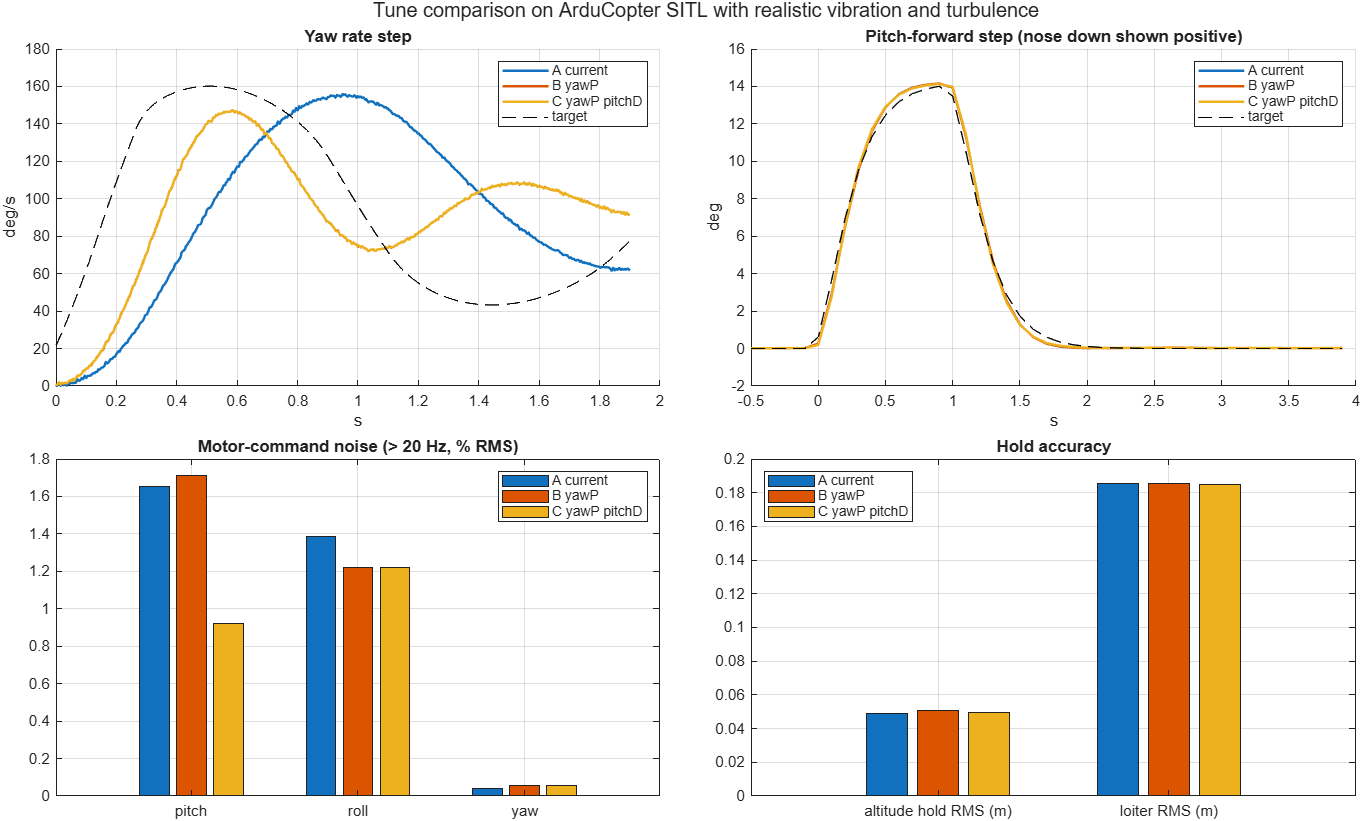 Tune comparison on ArduCopter SITL with realistic vibration and turbulence
Yaw rate step
180
160
140
120
100
80
60
40
20
0
deg/s
0 0.2 0.4 0.6 0.8 1 1.2 1.4 1.6 1.8 2
s
A current
B yawP
C yawP pitchD
target
Pitch-forward step (nose down shown positive)
16
14
12
10
8
6
4
2
0
-2
deg
-0.5 0 0.5 1 1.5 2 2.5 3 3.5 4
s
A current
B yawP
C yawP pitchD
target
Motor-command noise (> 20 Hz, % RMS)
1.8
1.6
1.4
1.2
1
0.8
0.6
0.4
0.2
0
pitch roll yaw
A current
B yawP
C yawP pitchD
Hold accuracy
0.2
0.18
0.16
0.14
0.12
0.1
0.08
0.06
0.04
0.02
0
altitude hold RMS (m) loiter RMS (m)
A current
B yawP
C yawP pitchD